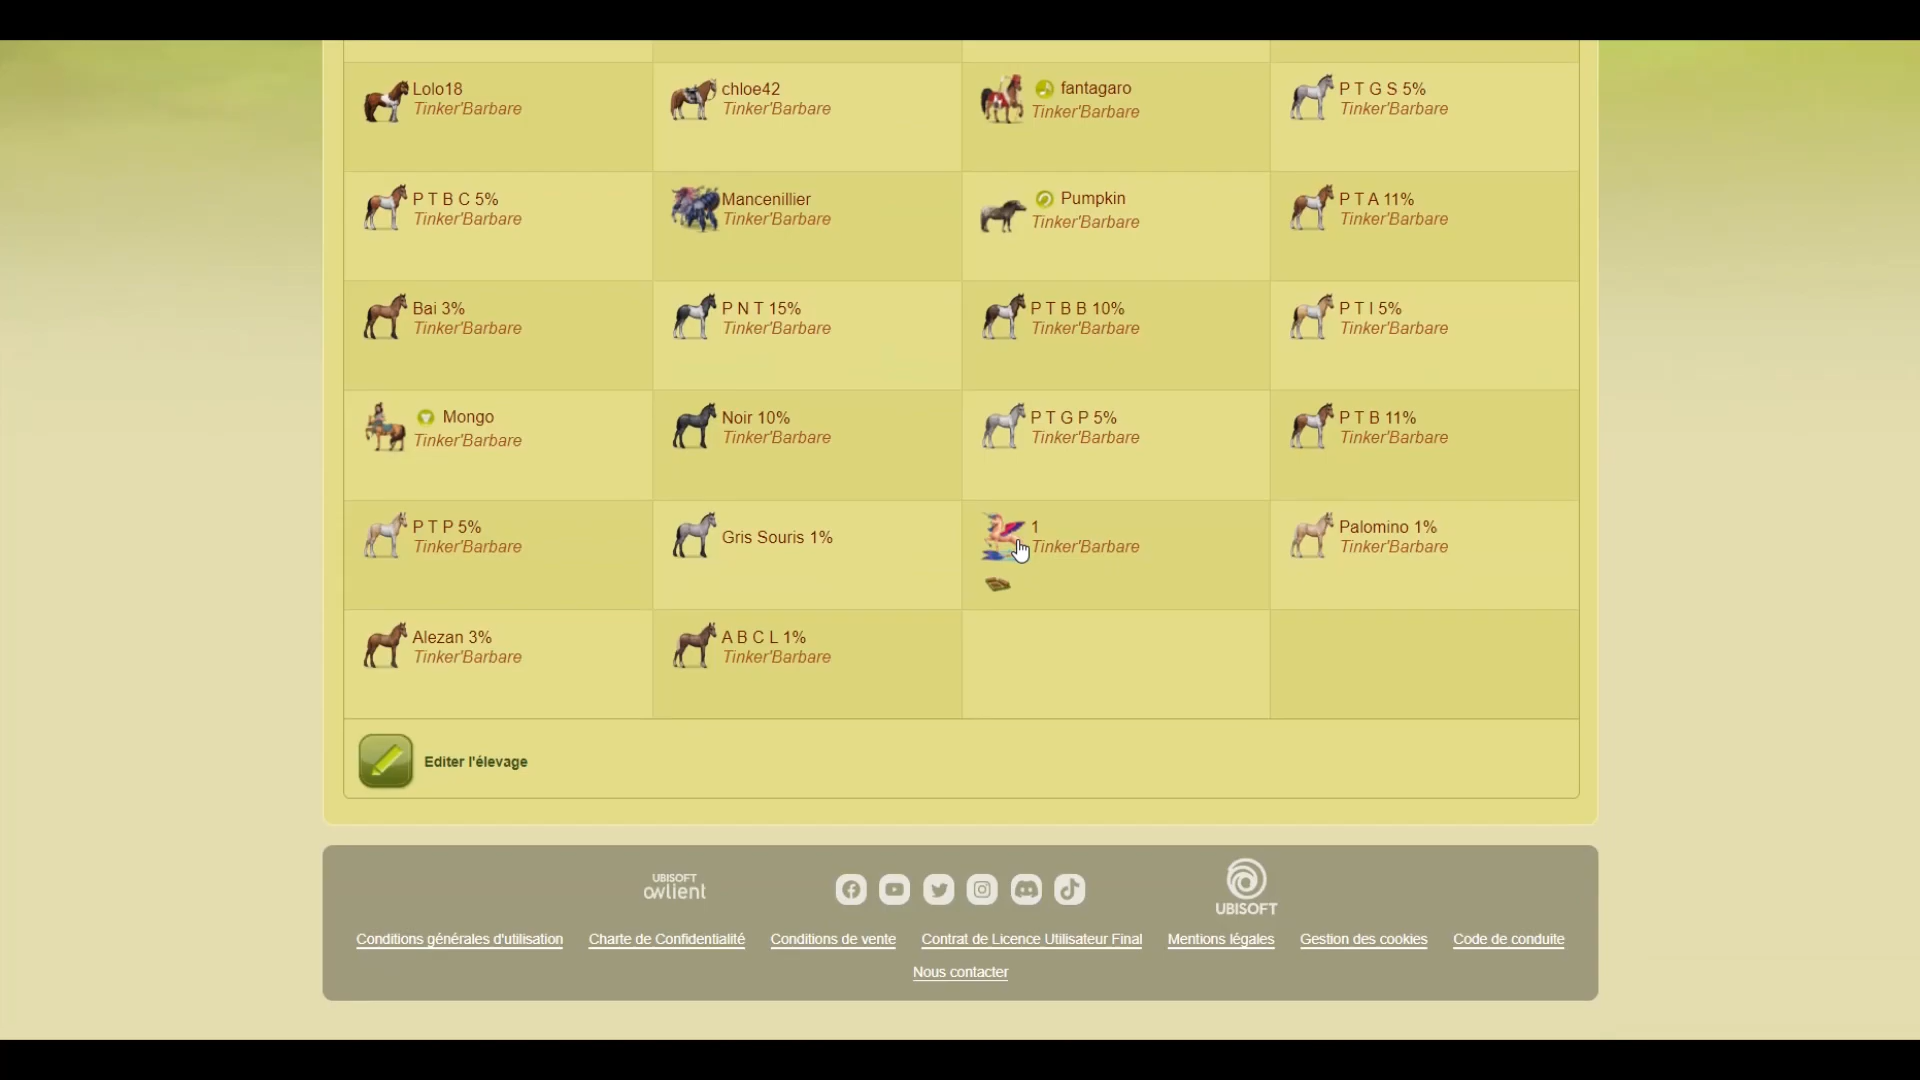 Lolo18
Tinker'Barbare
chloe42
Tinker'Barbare
fantagaro
Tinker'Barbare
P T G S 5%
Tinker'Barbare
P T B C 5%
Tinker'Barbare
Mancenillier
Tinker'Barbare
Pumpkin
Tinker'Barbare
P T A 11%
Tinker'Barbare
Bai 3%
Tinker'Barbare
P N T 15%
Tinker'Barbare
P T B B 10%
Tinker'Barbare
P T I 5%
Tinker'Barbare
Mongo
Tinker'Barbare
Noir 10%
Tinker'Barbare
P T G P 5%
Tinker'Barbare
P T B 11%
Tinker'Barbare
P T P 5%
Tinker'Barbare
Gris Souris 1%
1
Tinker'Barbare
Palomino 1%
Tinker'Barbare
Alezan 3%
Tinker'Barbare
A B C L 1%
Tinker'Barbare
Editer l'élevage
UBISOFT
owlient
UBISOFT
Conditions générales d'utilisation
Charte de Confidentialité
Conditions de vente
Contrat de Licence Utilisateur Final
Mentions légales
Gestion des cookies
Code de conduite
Nous contacter